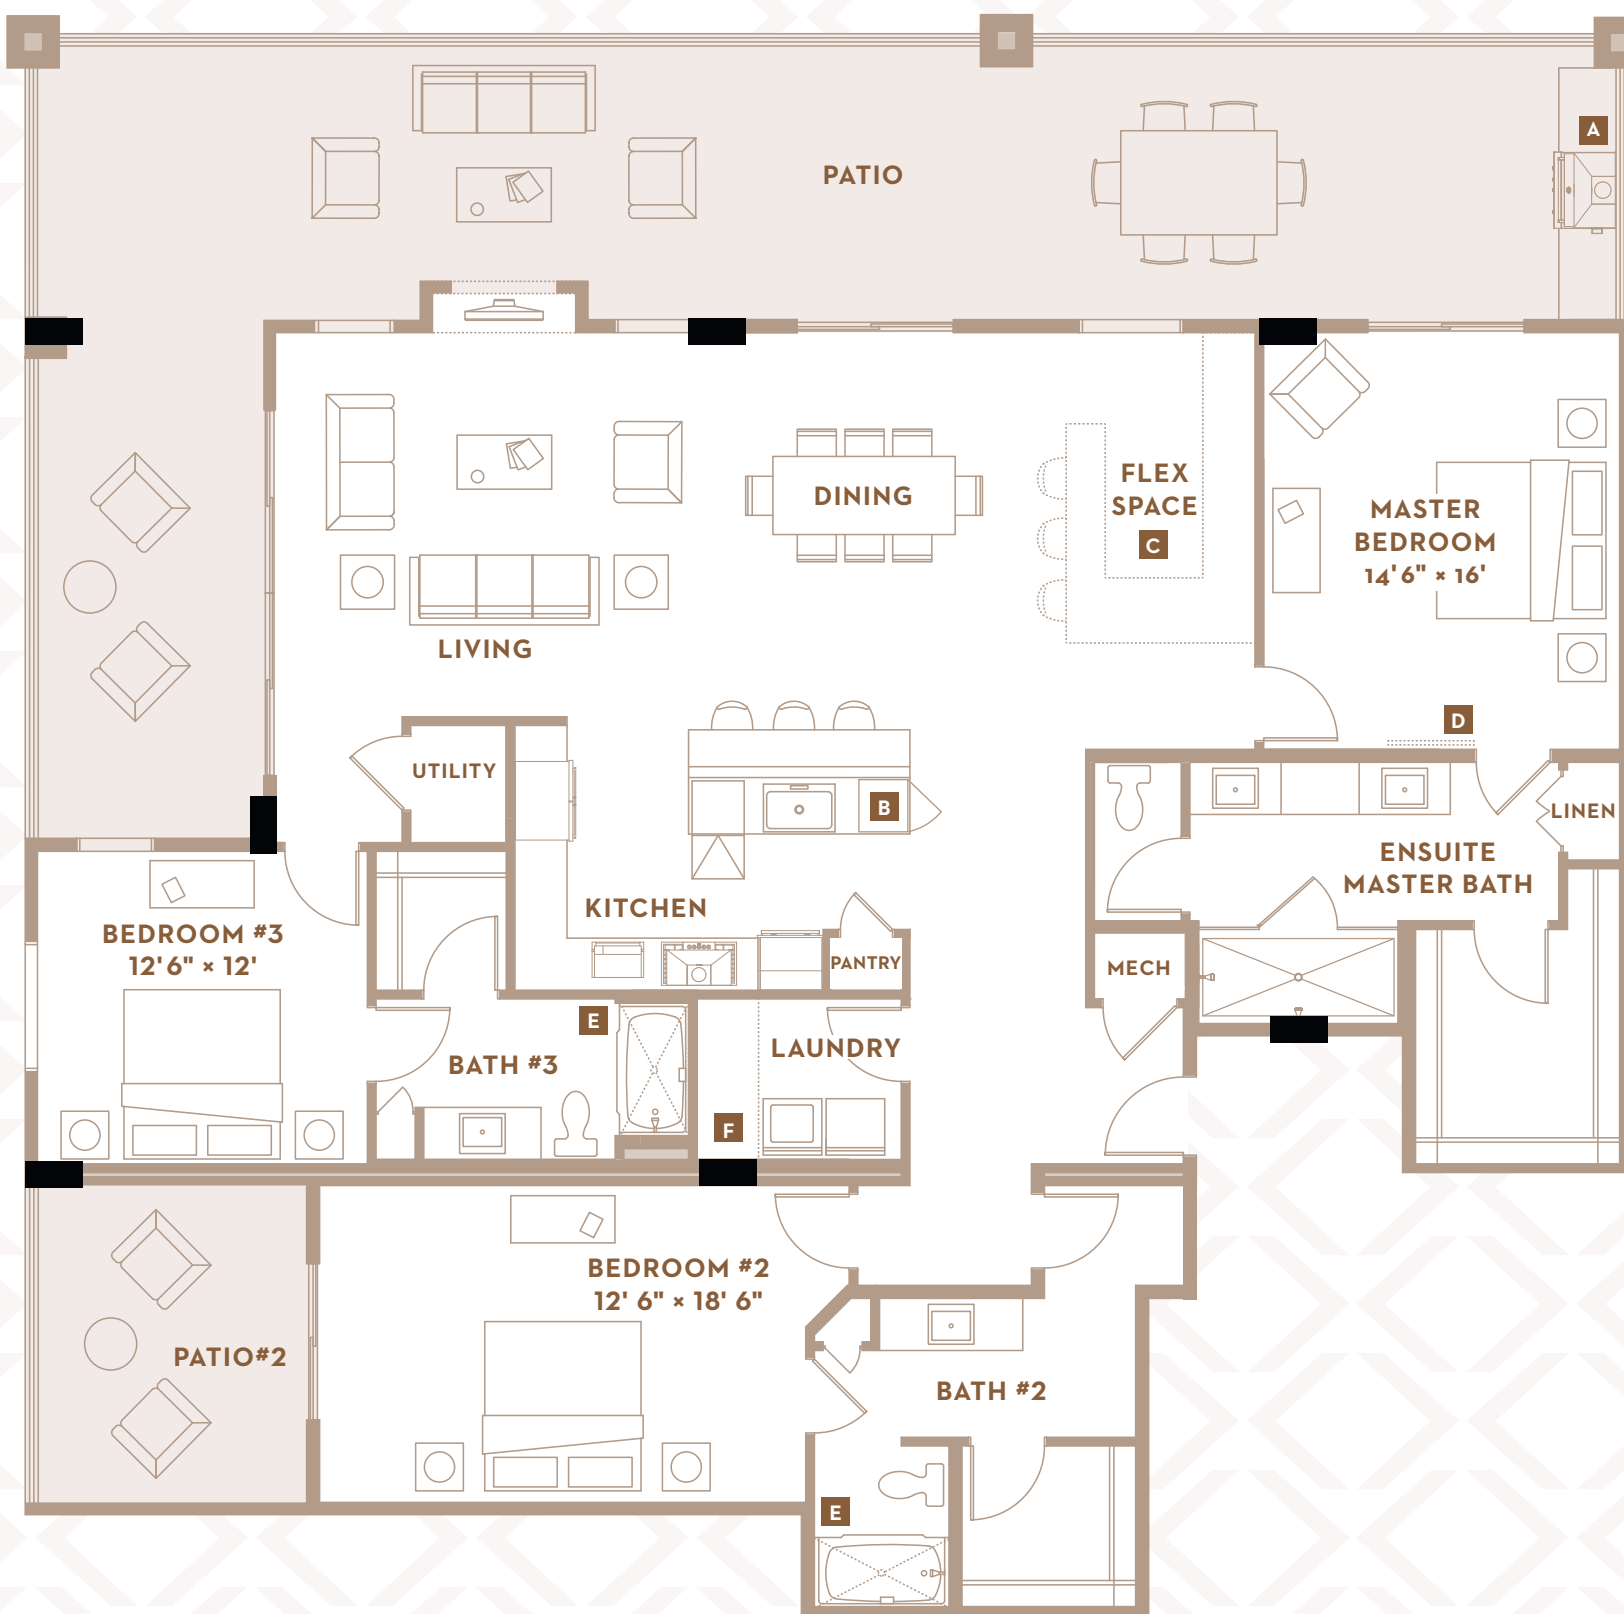 A
PATIO
FLEX
SPACE
C
DINING
MASTER
BEDROOM
14'6" × 16'
LIVING
D
UTILITY
B
LINEN
ENSUITE
MASTER BATH
KITCHEN
BEDROOM #3
12'6" × 12'
PANTRY
MECH
E
BATH #3
LAUNDRY
F
BEDROOM #2
12' 6" × 18' 6"
PATIO#2
BATH #2
E